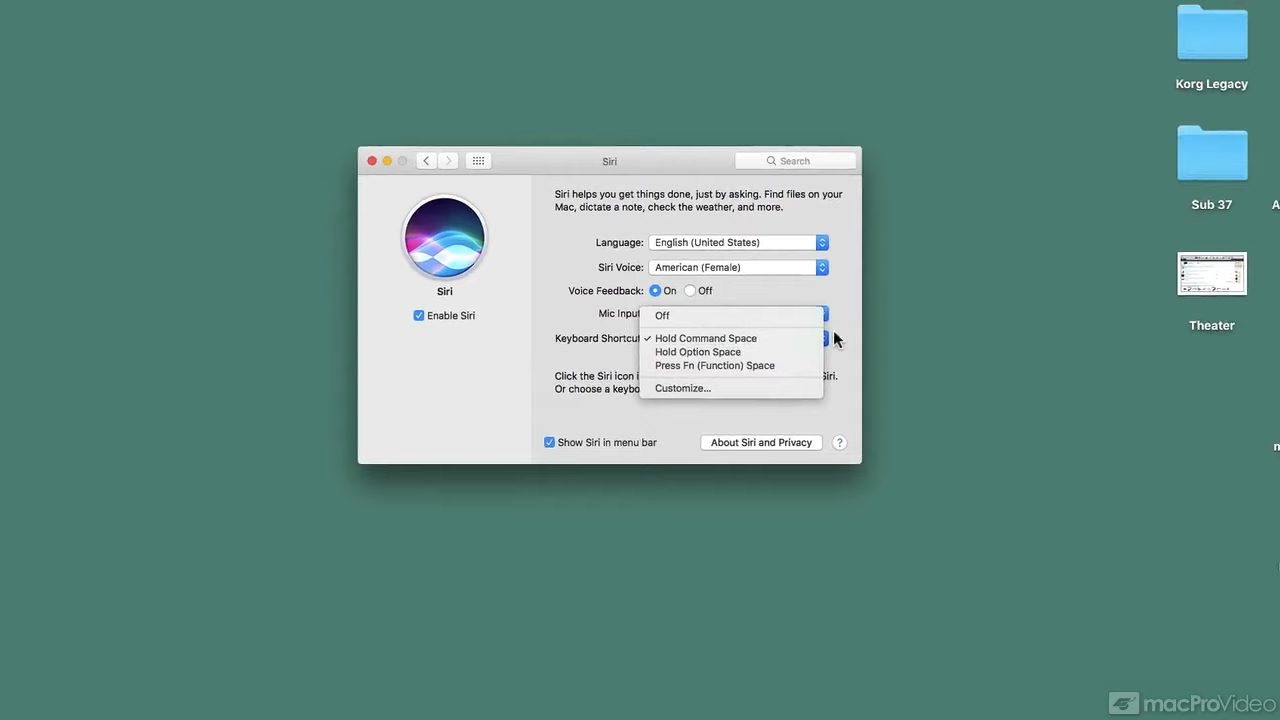 Korg Legacy
Sub 37
Theater
Siri
Search
Siri helps you get things done, just by asking. Find files on your
Mac, dictate a note, check the weather, and more.
Language: English (United States)
Siri Voice: American (Female)
Siri
Voice Feedback: On Off
Enable Siri
Mic Input
Off
Keyboard Shortcut
Hold Command Space
Hold Option Space
Press Fn (Function) Space
Click the Siri icon
Siri.
Or choose a
Customize...
Show Siri in menu bar
About Siri and Privacy
?
macProVideo